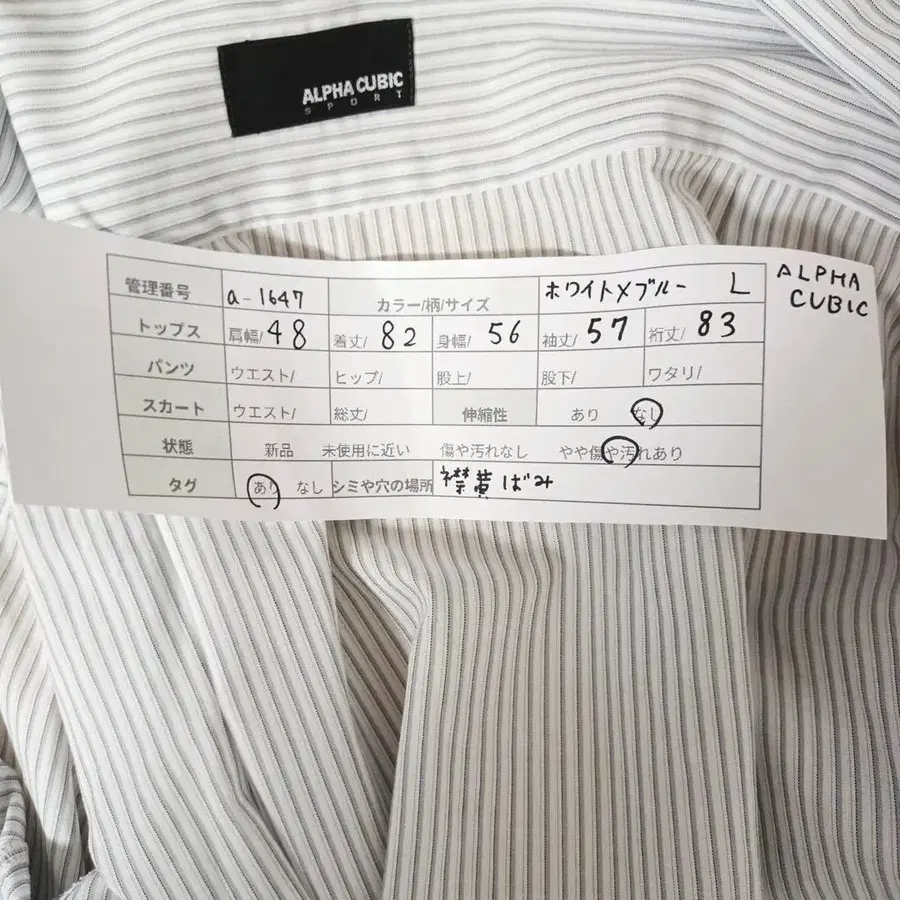 ALPHA CUBIC
SPORT
管理番号 a-1647 カラー/柄/サイズ ホワイト×ブルー L
トップス 肩幅/48 着丈/82 身幅/56 袖丈/57 裄丈/83
パンツ ウエスト/ ヒップ/ 股上/ 股下/ ワタリ/
スカート ウエスト/ 総丈/ 伸縮性 あり なし
状態 新品 未使用に近い 傷や汚れなし やや傷や汚れあり
タグ あり なし シミや穴の場所 襟黄ばみ
ALPHA
CUBIC